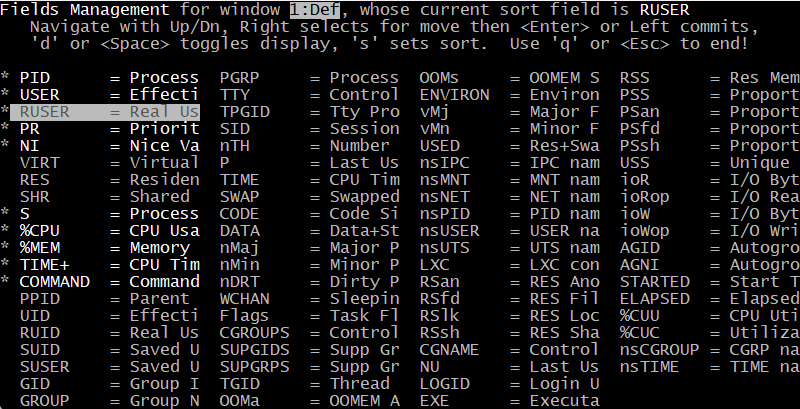 Fields Management for window 1:Def, whose current sort field is RUSER
Navigate with Up/Dn, Right selects for move then <Enter> or Left commits,
'd' or <Space> toggles display, 's' sets sort. Use 'q' or <Esc> to end!
* PID = Process PGRP = Process OOMs = OOMEM S RSS = Res Mem
* USER = Effecti TTY = Control ENVIRON = Environ PSS = Proport
* RUSER = Real Us TPGID = Tty Pro vMj = Major F PSan = Proport
* PR = Priorit SID = Session vMn = Minor F PSfd = Proport
* NI = Nice Va nTH = Number USED = Res+Swa PSsh = Proport
VIRT = Virtual P = Last Us nsIPC = IPC nam USS = Unique
RES = Residen TIME = CPU Tim nsMNT = MNT nam ioR = I/O Byt
SHR = Shared SWAP = Swapped nsNET = NET nam ioRop = I/O Rea
* S = Process CODE = Code Si nsPID = PID nam ioW = I/O Byt
* %CPU = CPU Usa DATA = Data+St nsUSER = USER na ioWop = I/O Wri
* %MEM = Memory nMaj = Major P nsUTS = UTS nam AGID = Autogro
* TIME+ = CPU Tim nMin = Minor P LXC = LXC con AGNI = Autogro
* COMMAND = Command nDRT = Dirty P RSan = RES Ano STARTED = Start T
PPID = Parent WCHAN = Sleepin RSfd = RES Fil ELAPSED = Elapsed
UID = Effecti Flags = Task Fl RSlk = RES Loc %CUU = CPU Uti
RUID = Real Us CGROUPS = Control RSsh = RES Sha %CUC = Utiliza
SUID = Saved U SUPGIDS = Supp Gr CGNAME = Control nsCGROUP = CGRP na
SUSER = Saved U SUPGRPS = Supp Gr NU = Last Us nsTIME = TIME na
GID = Group I TGID = Thread LOGID = Login U
GROUP = Group N OOMa = OOMEM A EXE = Executa